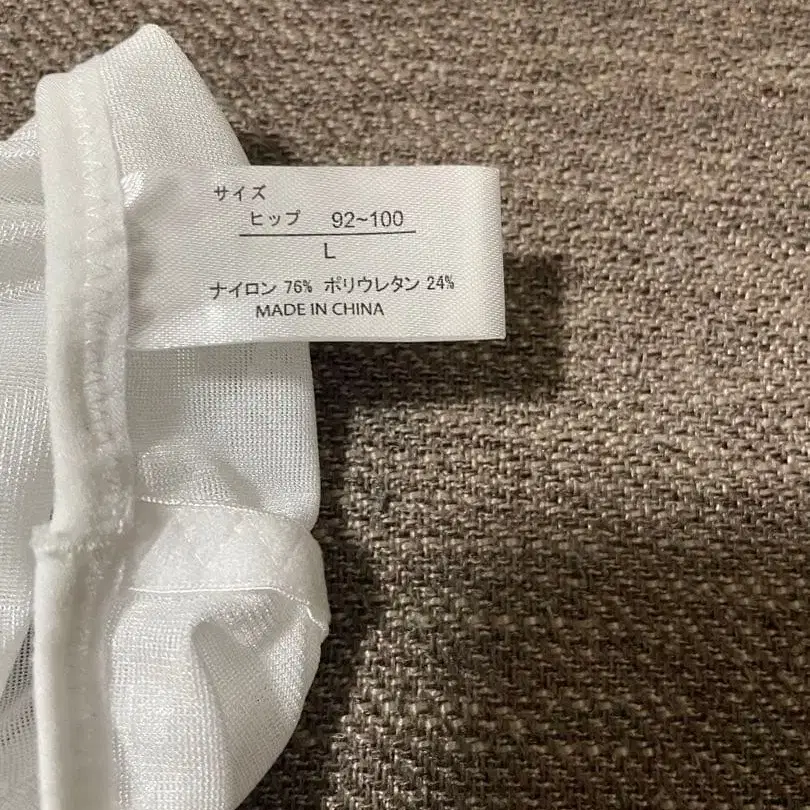 サイズ
ヒップ 92~100
L
ナイロン 76% ポリウレタン 24%
MADE IN CHINA